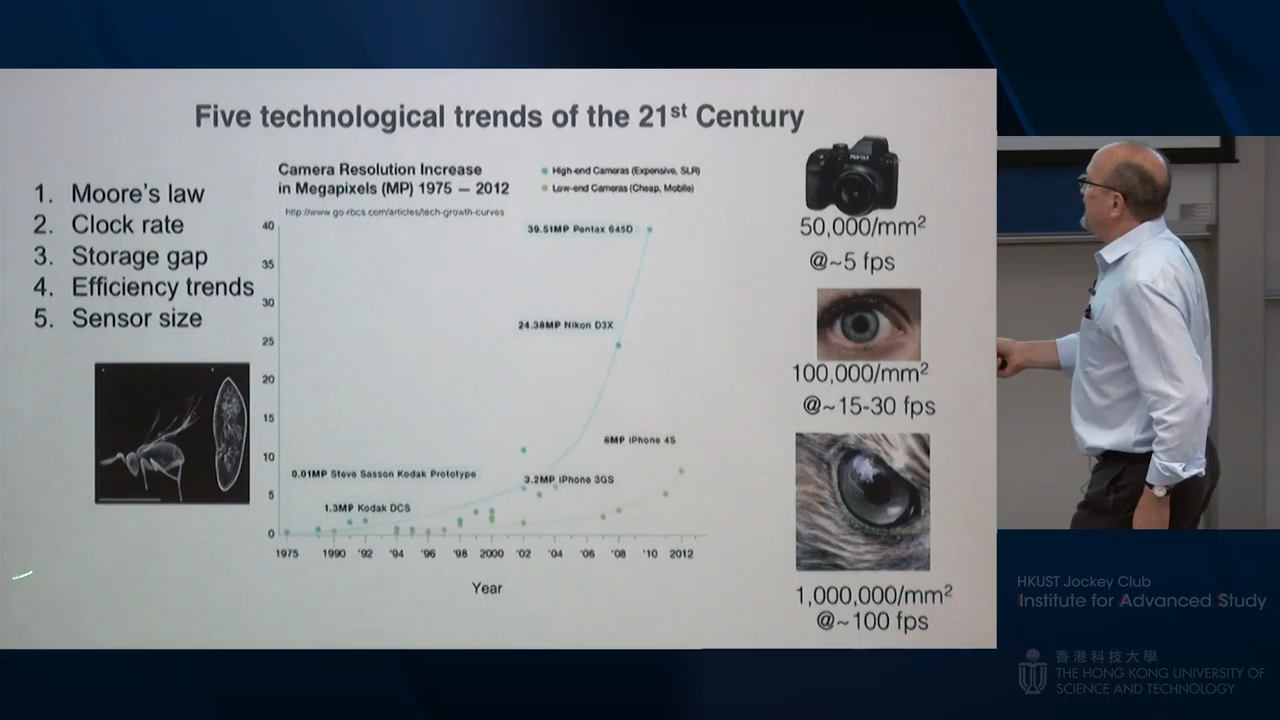 Five technological trends of the 21st Century
1. Moore's law
2. Clock rate
3. Storage gap
4. Efficiency trends
5. Sensor size
Camera Resolution Increase
in Megapixels (MP) 1975 — 2012
http://www.go-rbcs.com/articles/tech-growth-curves
High-end Cameras (Expensive, SLR)
Low-end Cameras (Cheap, Mobile)
40
35
30
25
20
15
10
5
0
39.51MP Pentax 645D
24.38MP Nikon D3X
8MP iPhone 4S
0.01MP Steve Sasson Kodak Prototype
3.2MP iPhone 3GS
1.3MP Kodak DCS
1975 1990 '92 '94 '96 '98 2000 '02 '04 '06 '08 '10 2012
Year
PENTAX
50,000/mm²
@~5 fps
100,000/mm²
@~15-30 fps
1,000,000/mm²
@~100 fps
HKUST Jockey Club
Institute for Advanced Study
香港科技大學
THE HONG KONG UNIVERSITY OF
SCIENCE AND TECHNOLOGY